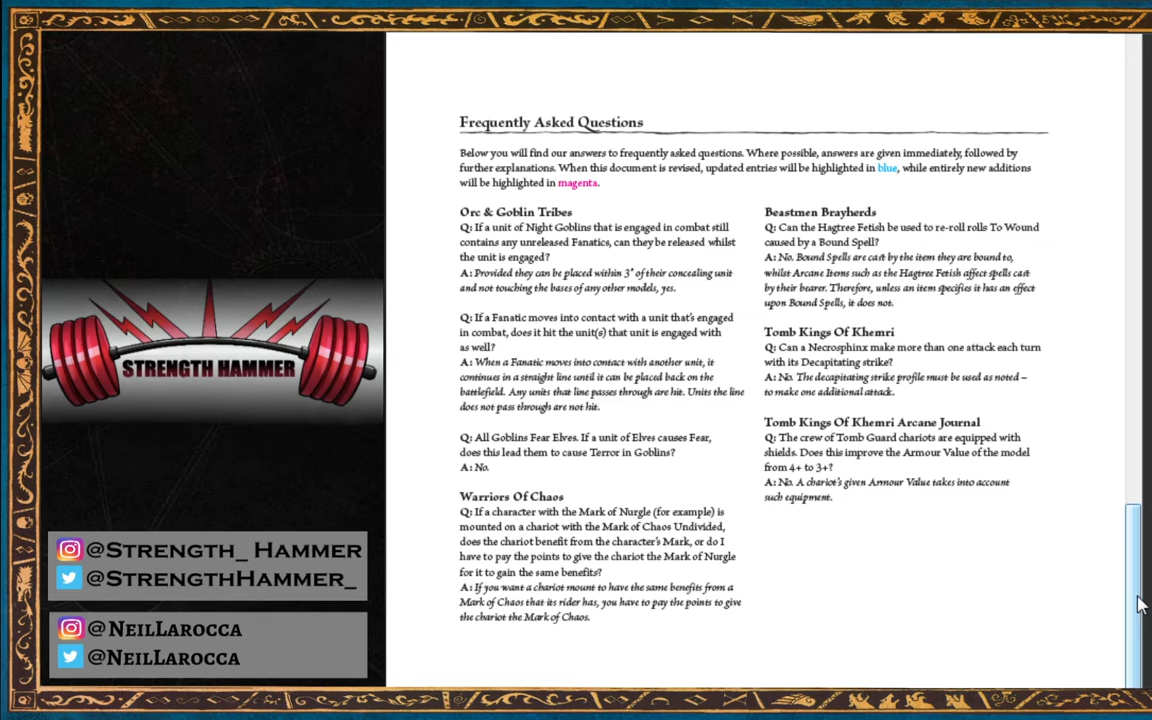 STRENGTH HAMMER
@Strength_Hammer
@StrengthHammer_
@NeilLarocca
@NeilLarocca
Frequently Asked Questions
Below you will find our answers to frequently asked questions. Where possible, answers are given immediately, followed by
further explanations. When this document is revised, updated entries will be highlighted in blue, while entirely new additions
will be highlighted in magenta.
Orc & Goblin Tribes
Q: If a unit of Night Goblins that is engaged in combat still
contains any unreleased Fanatics, can they be released whilst
the unit is engaged?
A: Provided they can be placed within 3" of their concealing unit
and not touching the bases of any other models, yes.
Q: If a Fanatic moves into contact with a unit that's engaged
in combat, does it hit the unit(s) that unit is engaged with
as well?
A: When a Fanatic moves into contact with another unit, it
continues in a straight line until it can be placed back on the
battlefield. Any units that line passes through are hit. Units the line
does not pass through are not hit.
Q: All Goblins Fear Elves. If a unit of Elves causes Fear,
does this lead them to cause Terror in Goblins?
A: No.
Warriors Of Chaos
Q: If a character with the Mark of Nurgle (for example) is
mounted on a chariot with the Mark of Chaos Undivided,
does the chariot benefit from the character's Mark, or do I
have to pay the points to give the chariot the Mark of Nurgle
for it to gain the same benefits?
A: If you want a chariot mount to have the same benefits from a
Mark of Chaos that its rider has, you have to pay the points to give
the chariot the Mark of Chaos.
Beastmen Brayherds
Q: Can the Hagtree Fetish be used to re-roll rolls To Wound
caused by a Bound Spell?
A: No. Bound Spells are cast by the item they are bound to,
whilst Arcane Items such as the Hagtree Fetish affect spells cast
by their bearer. Therefore, unless an item specifies it has an effect
upon Bound Spells, it does not.
Tomb Kings Of Khemri
Q: Can a Necrosphinx make more than one attack each turn
with its Decapitating strike?
A: No. The decapitating strike profile must be used as noted –
to make one additional attack.
Tomb Kings Of Khemri Arcane Journal
Q: The crew of Tomb Guard chariots are equipped with
shields. Does this improve the Armour Value of the model
from 4+ to 3+?
A: No. A chariot's given Armour Value takes into account
such equipment.